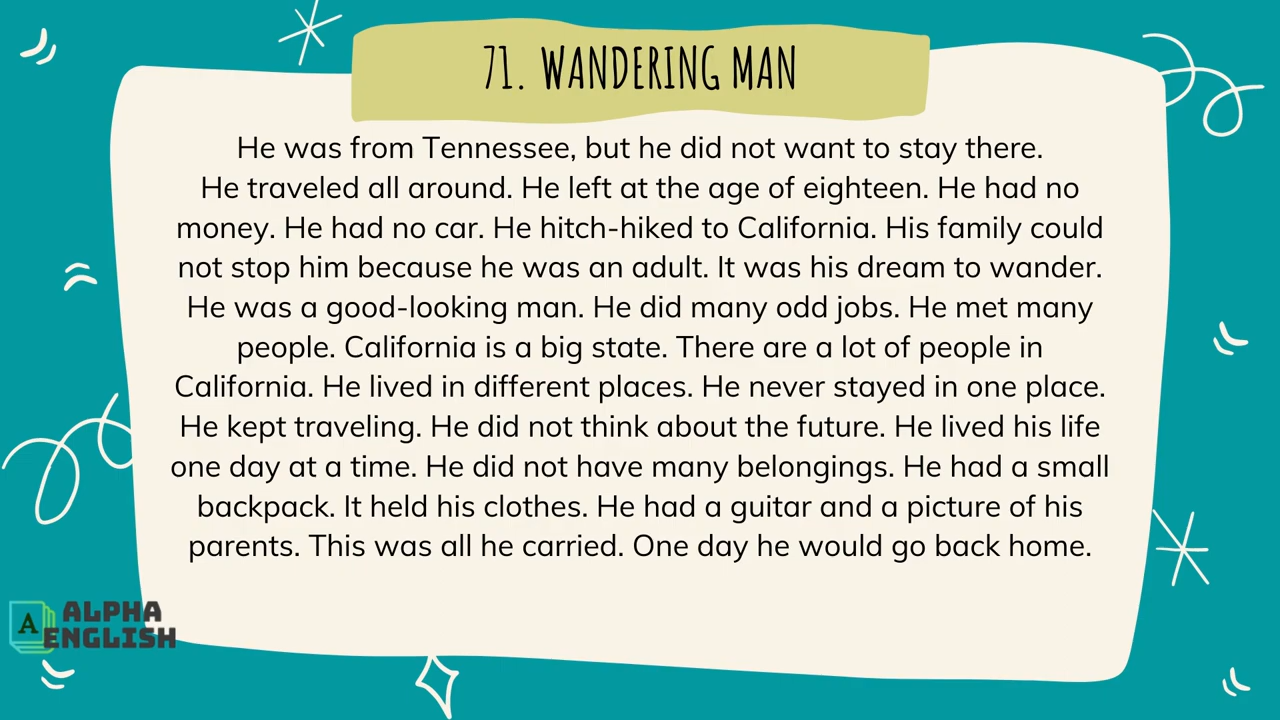 71. WANDERING MAN
He was from Tennessee, but he did not want to stay there.
He traveled all around. He left at the age of eighteen. He had no
money. He had no car. He hitch-hiked to California. His family could
not stop him because he was an adult. It was his dream to wander.
He was a good-looking man. He did many odd jobs. He met many
people. California is a big state. There are a lot of people in
California. He lived in different places. He never stayed in one place.
He kept traveling. He did not think about the future. He lived his life
one day at a time. He did not have many belongings. He had a small
backpack. It held his clothes. He had a guitar and a picture of his
parents. This was all he carried. One day he would go back home.
A
ALPHA
ENGLISH